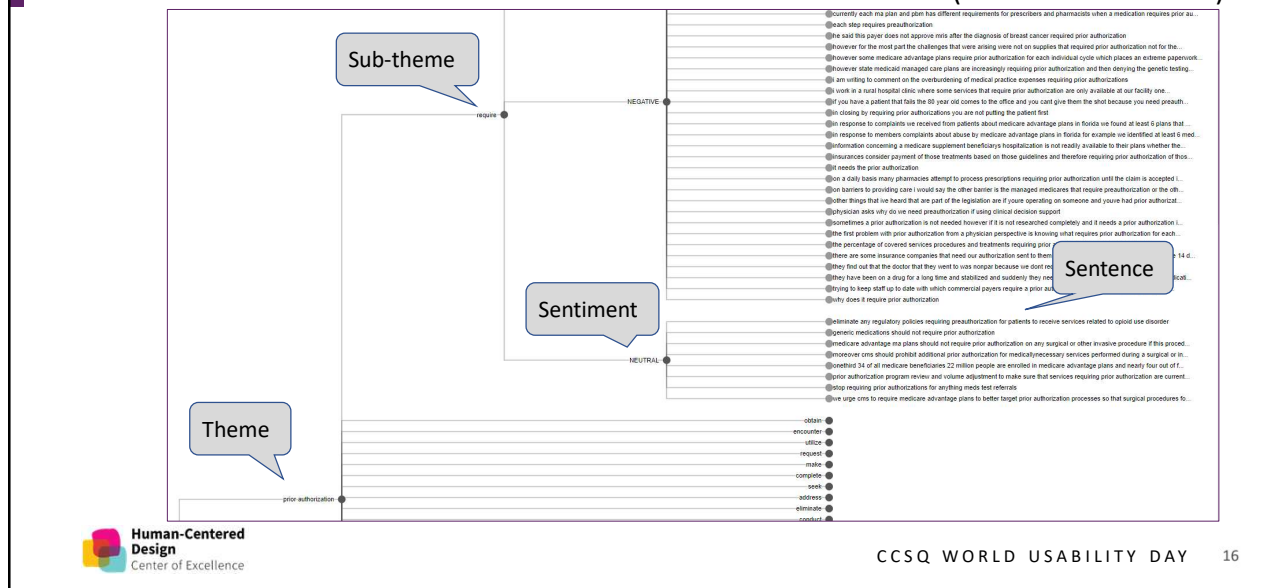 currently each ma plan and pbm has different requirements for prescribers and pharmacists when a medication requires prior au...
each step requires preauthorization
he said this payer does not approve mris after the diagnosis of breast cancer required prior authorization
however for the most part the challenges that were arising were not on supplies that required prior authorization not for the...
however some medicare advantage plans require prior authorization for each individual cycle which places an extreme paperwork...
however state medicaid managed care plans are increasingly requiring prior authorization and then denying the genetic testing...
i am writing to comment on the overburdening of medical practice expenses requiring prior authorizations
i work in a rural hospital clinic where some services that require prior authorization are only available at our facility one...
if you have a patient that falls the 80 year old comes to the office and you cant give them the shot because you need preauth...
in closing by requiring prior authorizations you are not putting the patient first
in response to complaints we received from patients about medicare advantage plans in florida we found at least 6 plans that ...
in response to members complaints about abuse by medicare advantage plans in florida for example we identified at least 6 med...
information concerning a medicare supplement beneficiarys hospitalization is not readily available to their plans whether the...
insurances consider payment of those treatments based on those guidelines and therefore requiring prior authorization of thos...
it needs the prior authorization
on a daily basis many pharmacies attempt to process prescriptions requiring prior authorization until the claim is accepted i...
on barriers to providing care i would say the other barrier is the managed medicares that require preauthorization or the oth...
other things that ive heard that are part of the legislation are if youre operating on someone and youve had prior authorizat...
physician asks why do we need preauthorization if using clinical decision support
sometimes a prior authorization is not needed however if it is not researched completely and it needs a prior authorization i...
the first problem with prior authorization from a physician perspective is knowing what requires prior authorization for each...
the percentage of covered services procedures and treatments requiring prior
there are some insurance companies that need our authorization sent to them
14 d...
they find out that the doctor that they went to was nonpar because we dont
they have been on a drug for a long time and stabilized and suddenly they
trying to keep staff up to date with which commercial payers require a prior
why does it require prior authorization
Sub-theme
NEGATIVE
require
Sentence
Sentiment
eliminate any regulatory policies requiring preauthorization for patients to receive services related to opioid use disorder
generic medications should not require prior authorization
medicare advantage ma plans should not require prior authorization on any surgical or other invasive procedure if this proced...
moreover cms should prohibit additional prior authorization for medicallynecessary services performed during a surgical or in...
NEUTRAL
onethird 34 of all medicare beneficiaries 22 million people are enrolled in medicare advantage plans and nearly four out of f...
prior authorization program review and volume adjustment to make sure that services requiring prior authorization are current...
stop requiring prior authorizations for anything meds test referrals
we urge cms to require medicare advantage plans to better target prior authorization processes so that surgical procedures fo...
Theme
obtain
encounter
utilize
request
make
complete
seek
address
eliminate
conduct
prior authorization
Human-Centered
Design
Center of Excellence
CCSQ WORLD USABILITY DAY 16